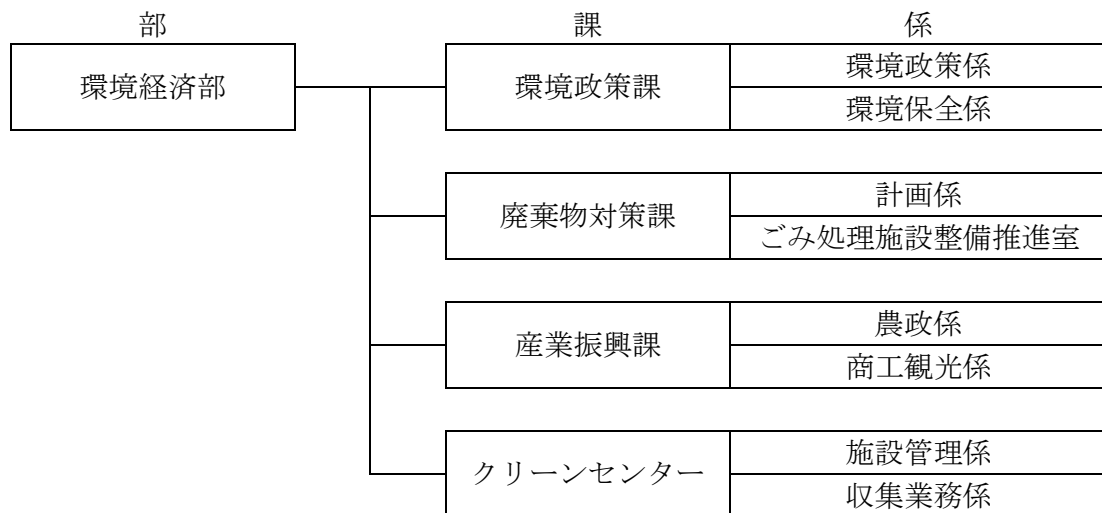 部 課 係
環境経済部 環境政策課 環境政策係
環境保全係
廃棄物対策課 計画係
ごみ処理施設整備推進室
産業振興課 農政係
商工観光係
クリーンセンター 施設管理係
収集業務係